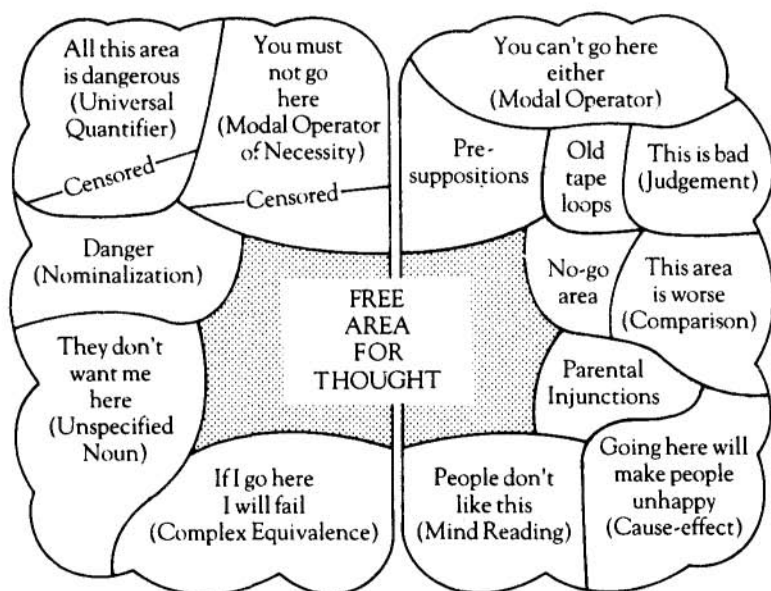 All this area
is dangerous
(Universal
Quantifier)
Censored
You must
not go
here
(Modal Operator
of Necessity)
Censored
You can't go here
either
(Modal Operator)
Pre-
suppositions
Old
tape
loops
This is bad
(Judgement)
Danger
(Nominalization)
FREE
AREA
FOR
THOUGHT
No-go
area
This area
is worse
(Comparison)
They don't
want me
here
(Unspecified
Noun)
Parental
Injunctions
If I go here
I will fail
(Complex Equivalence)
People don't
like this
(Mind Reading)
Going here will
make people
unhappy
(Cause-effect)